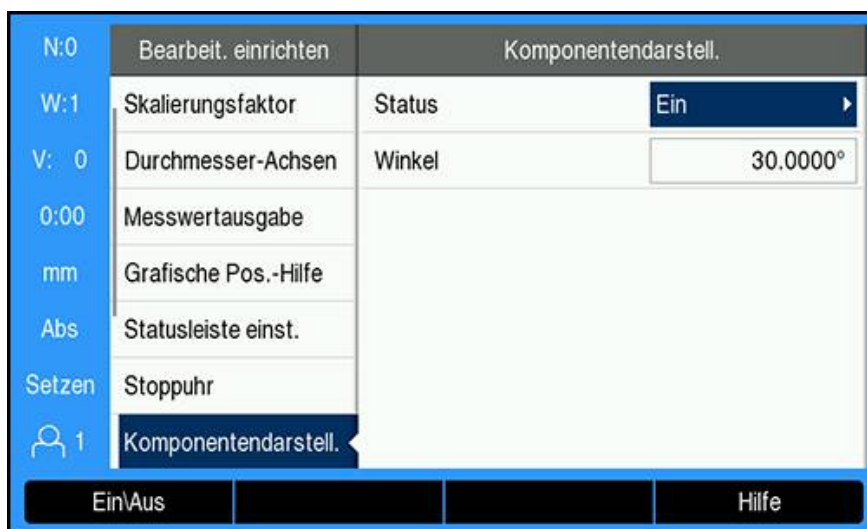 N:0
W:1
V: 0
0:00
mm
Abs
Setzen
1
Bearbeit. einrichten
Skalierungsfaktor
Durchmesser-Achsen
Messwertausgabe
Grafische Pos.-Hilfe
Statusleiste einst.
Stoppuhr
Komponentendarstell.
Komponentendarstell.
Status Ein
Winkel 30.0000°
Ein\Aus
Hilfe